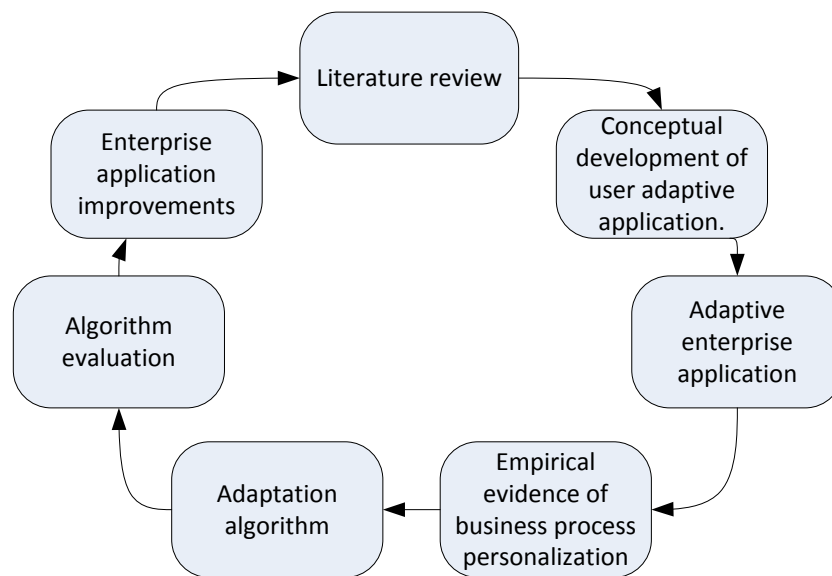 Literature review
Conceptual
development of
user adaptive
application.
Adaptive
enterprise
application
Empirical
evidence of
business process
personalization
Adaptation
algorithm
Algorithm
evaluation
Enterprise
application
improvements